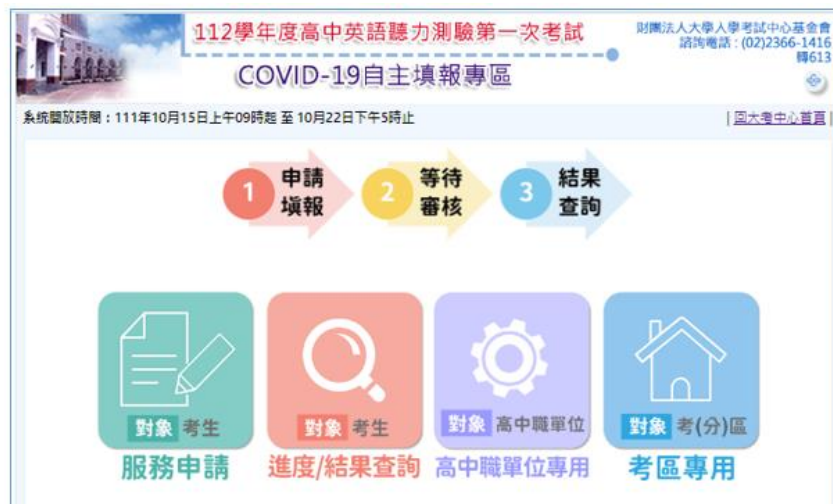 112學年度高中英語聽力測驗第一次考試
COVID-19自主填報專區
財團法人大學入學考試中心基金會
諮詢電話：(02)2366-1416
轉613
系統開放時間：111年10月15日上午09時起 至 10月22日下午5時止
| 回大考中心首頁 |
1 申請填報
2 等待審核
3 結果查詢
對象 考生
服務申請
對象 考生
進度/結果查詢
對象 高中職單位
高中職單位專用
對象 考(分)區
考區專用